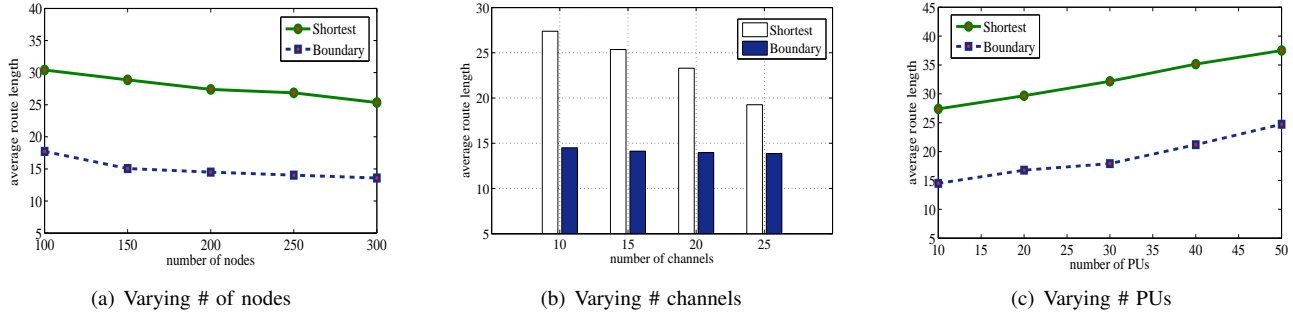 40
35
30
25
20
15
10
5
100
150
200
250
300
average route length
number of nodes
Shortest
Boundary
(a) Varying # of nodes
30
25
20
15
10
5
10
15
20
25
average route length
number of channels
Shortest
Boundary
(b) Varying # channels
45
40
35
30
25
20
15
10
5
10
15
20
25
30
35
40
45
50
average route length
number of PUs
Shortest
Boundary
(c) Varying # PUs